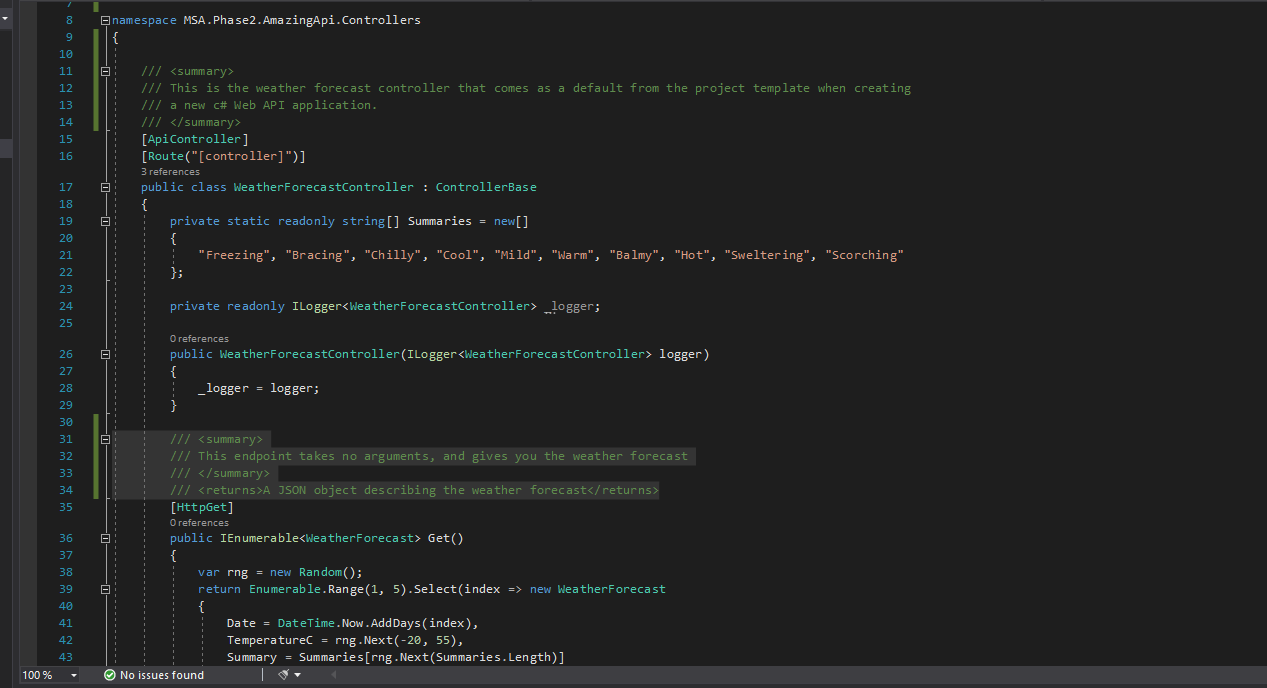 7
8 namespace MSA.Phase2.AmazingApi.Controllers
9 {
10
11 /// <summary>
12 /// This is the weather forecast controller that comes as a default from the project template when creating
13 /// a new c# Web API application.
14 /// </summary>
15 [ApiController]
16 [Route("[controller]")]
3 references
17 public class WeatherForecastController : ControllerBase
18 {
19 private static readonly string[] Summaries = new[]
20 {
21 "Freezing", "Bracing", "Chilly", "Cool", "Mild", "Warm", "Balmy", "Hot", "Sweltering", "Scorching"
22 };
23
24 private readonly ILogger<WeatherForecastController> _logger;
25
0 references
26 public WeatherForecastController(ILogger<WeatherForecastController> logger)
27 {
28 _logger = logger;
29 }
30
31 /// <summary>
32 /// This endpoint takes no arguments, and gives you the weather forecast
33 /// </summary>
34 /// <returns>A JSON object describing the weather forecast</returns>
35 [HttpGet]
0 references
36 public IEnumerable<WeatherForecast> Get()
37 {
38 var rng = new Random();
39 return Enumerable.Range(1, 5).Select(index => new WeatherForecast
40 {
41 Date = DateTime.Now.AddDays(index),
42 TemperatureC = rng.Next(-20, 55),
43 Summary = Summaries[rng.Next(Summaries.Length)]
100 % No issues found